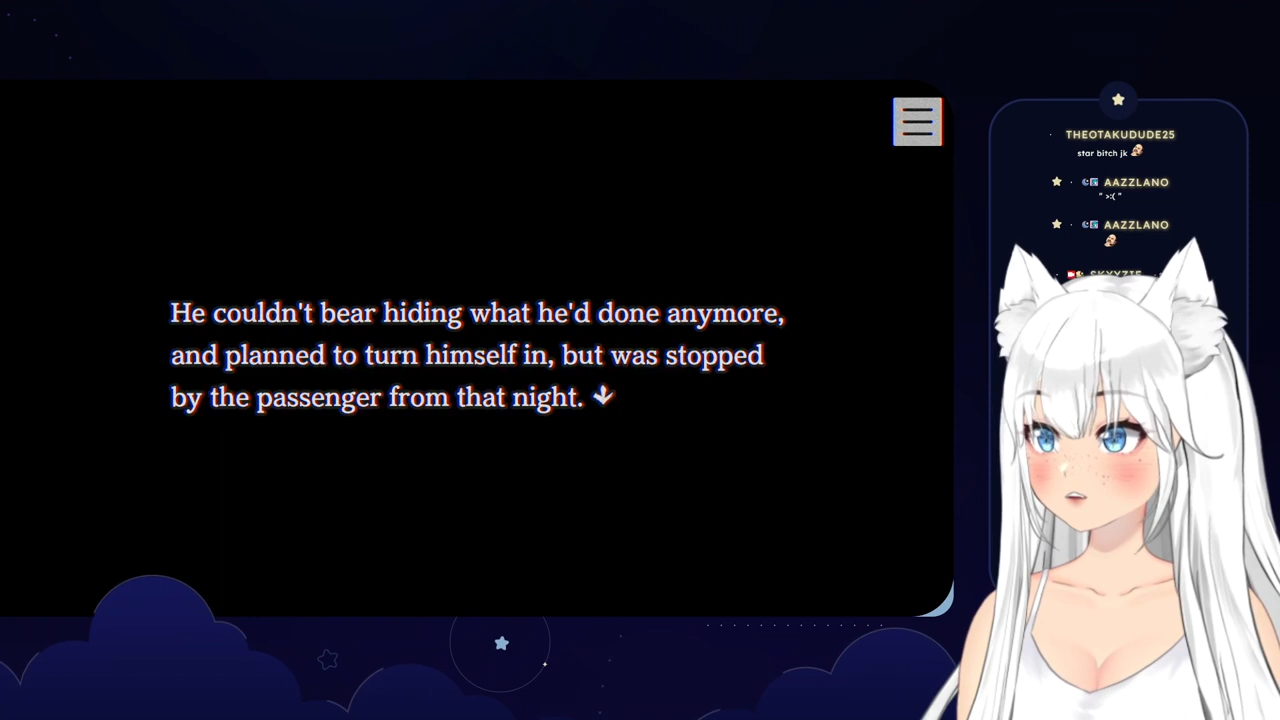 He couldn't bear hiding what he'd done anymore,
and planned to turn himself in, but was stopped
by the passenger from that night.
THEOTAKUDUDE25
star bitch jk
AAZZLANO
" >:( "
AAZZLANO
SKYYZIE